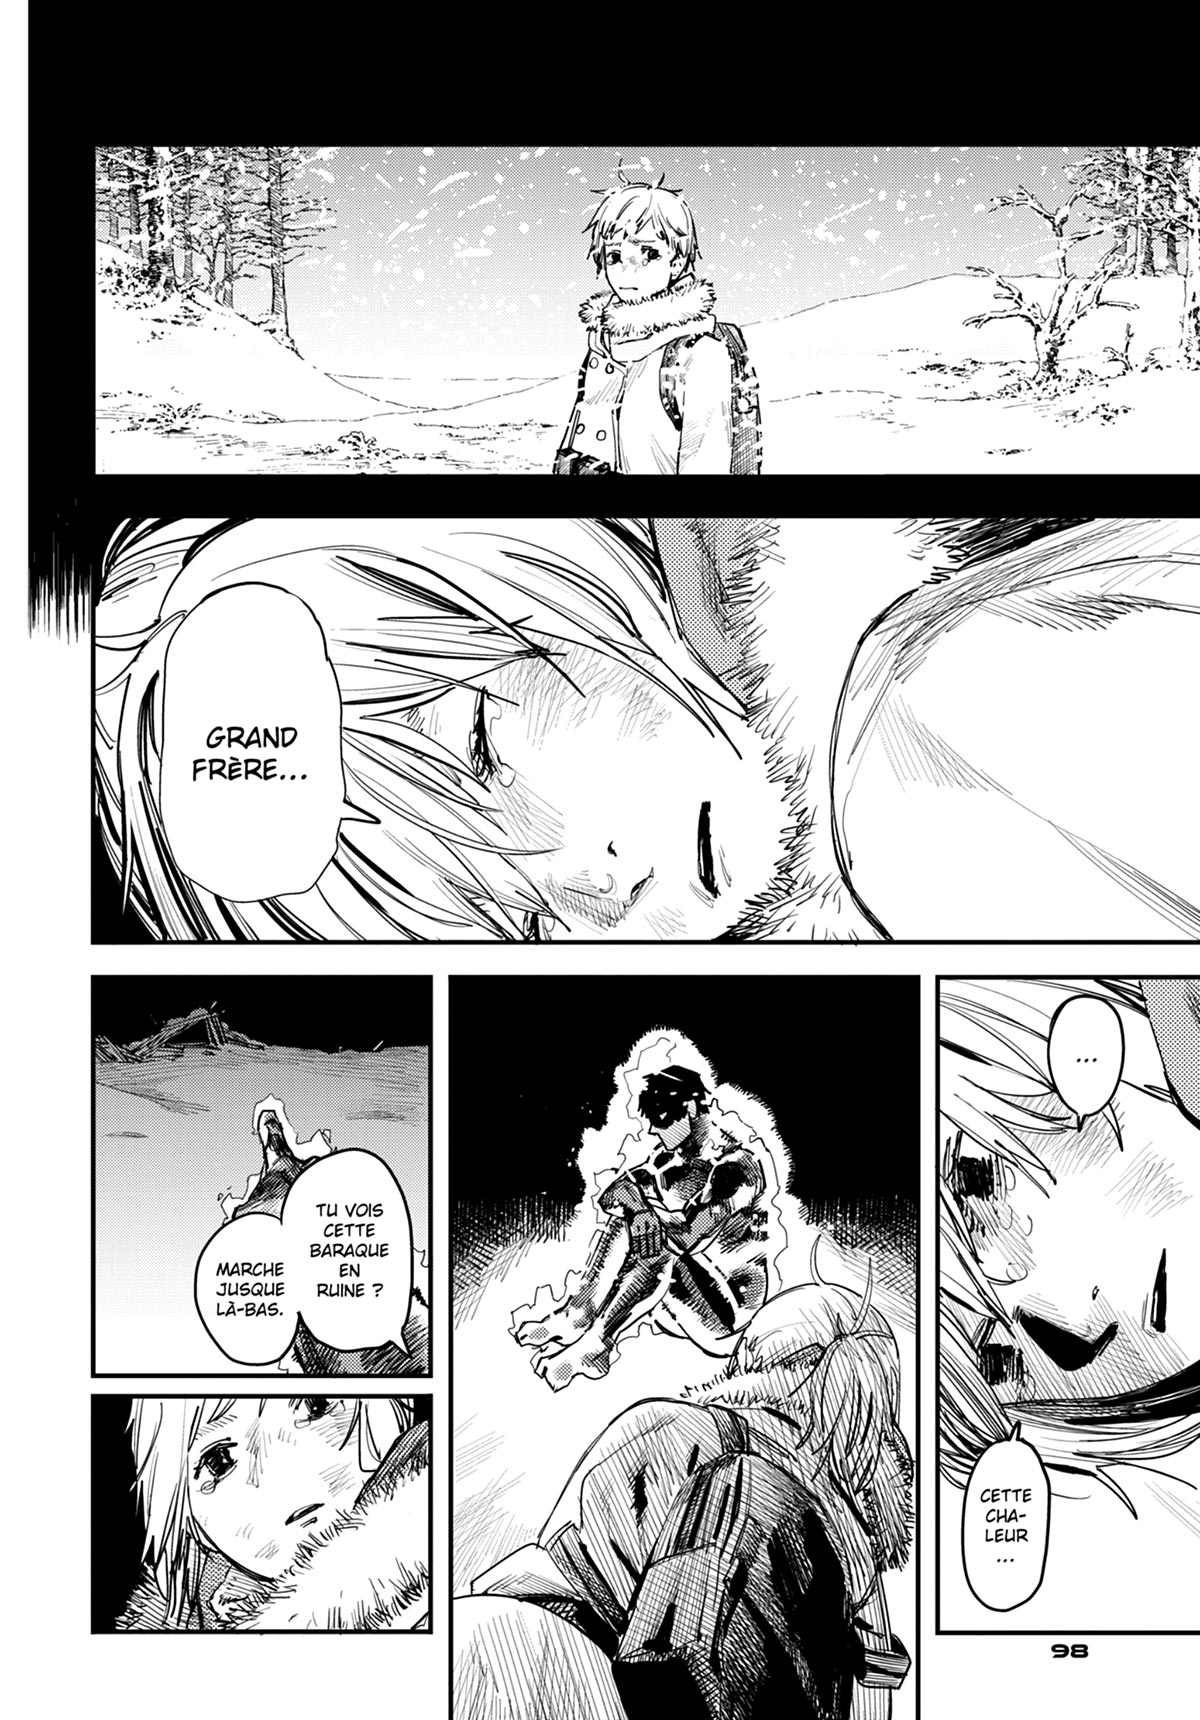 GRAND
FRÈRE...
...
CETTE
CHA-
LEUR
...
TU VOIS
CETTE
BARAQUE
EN
RUINE ?
MARCHE
JUSQUE
LÀ-BAS.
98